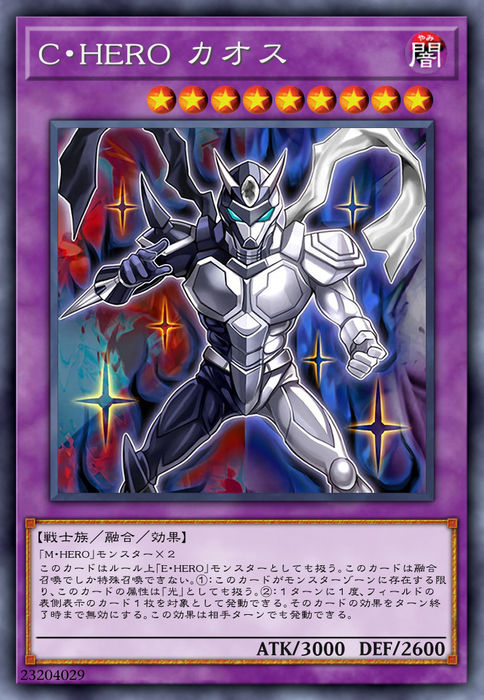 C・HERO カオス
やみ
闇
【戦士族／融合／効果】
「M・HERO」モンスター×２
このカードはルール上「E・HERO」モンスターとしても扱う。このカードは融合
召喚でしか特殊召喚できない。①：このカードがモンスターゾーンに存在する限
り、このカードの属性は「光」としても扱う。②：１ターンに１度、フィールドの
表側表示のカード１枚を対象として発動できる。そのカードの効果をターン終
了時まで無効にする。この効果は相手ターンでも発動できる。
ATK/3000 DEF/2600
23204029